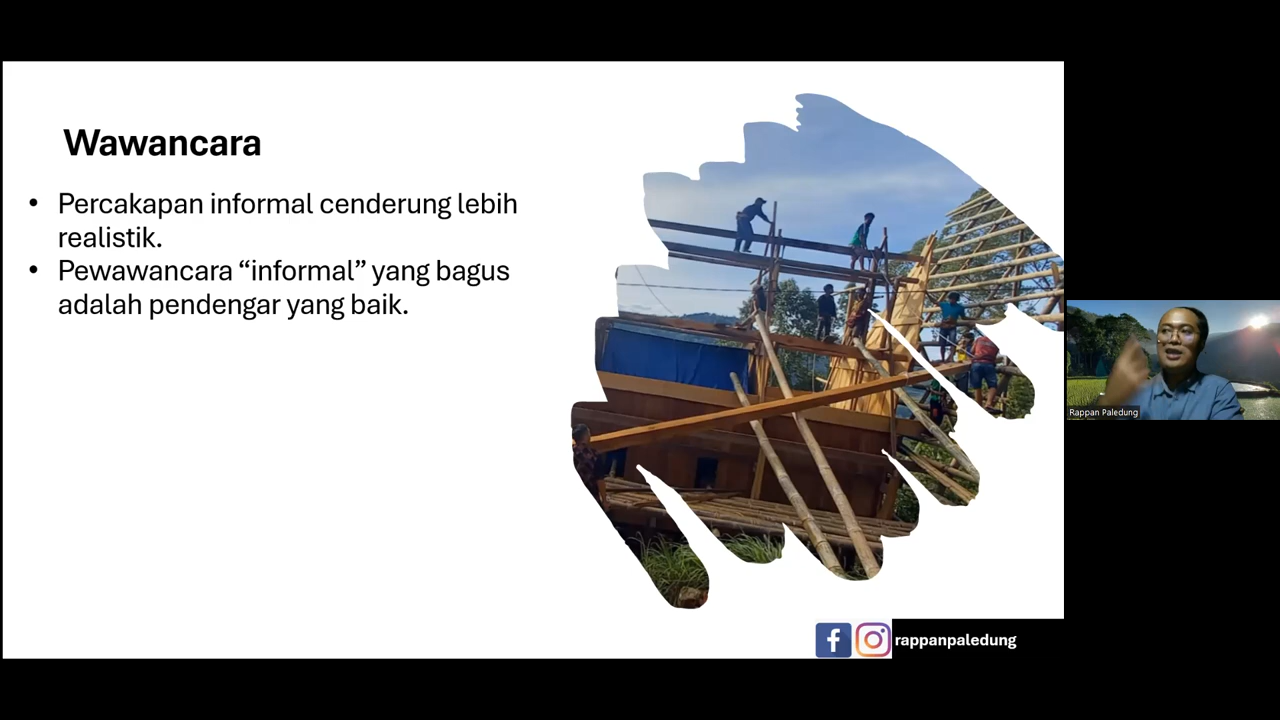 Wawancara
• Percakapan informal cenderung lebih
realistik.
• Pewawancara “informal” yang bagus
adalah pendengar yang baik.
Rappan Paledung
rappanpaledung